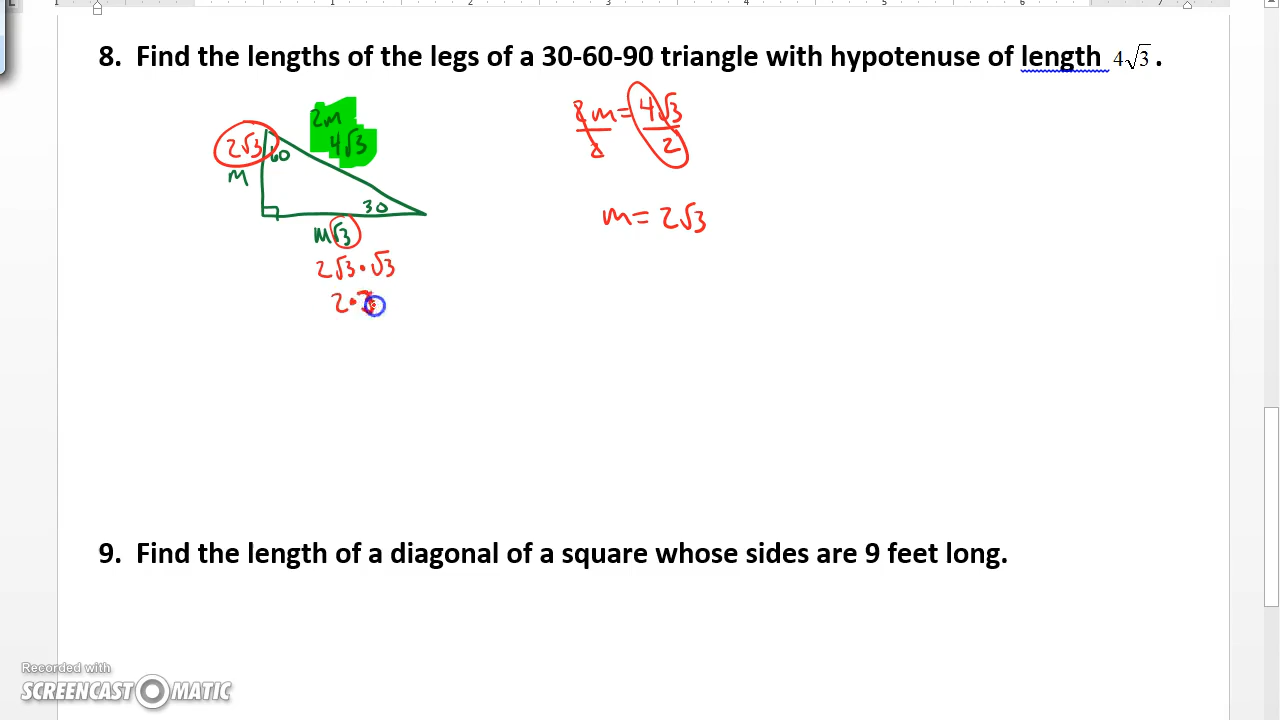 8. Find the lengths of the legs of a 30-60-90 triangle with hypotenuse of length 4√3 .
2m
4√3
2√3
60
M
30
m√3
2√3 • √3
2 • 3
2m = 4√3
2 2
m = 2√3
9. Find the length of a diagonal of a square whose sides are 9 feet long.
Recorded with
SCREENCAST O MATIC